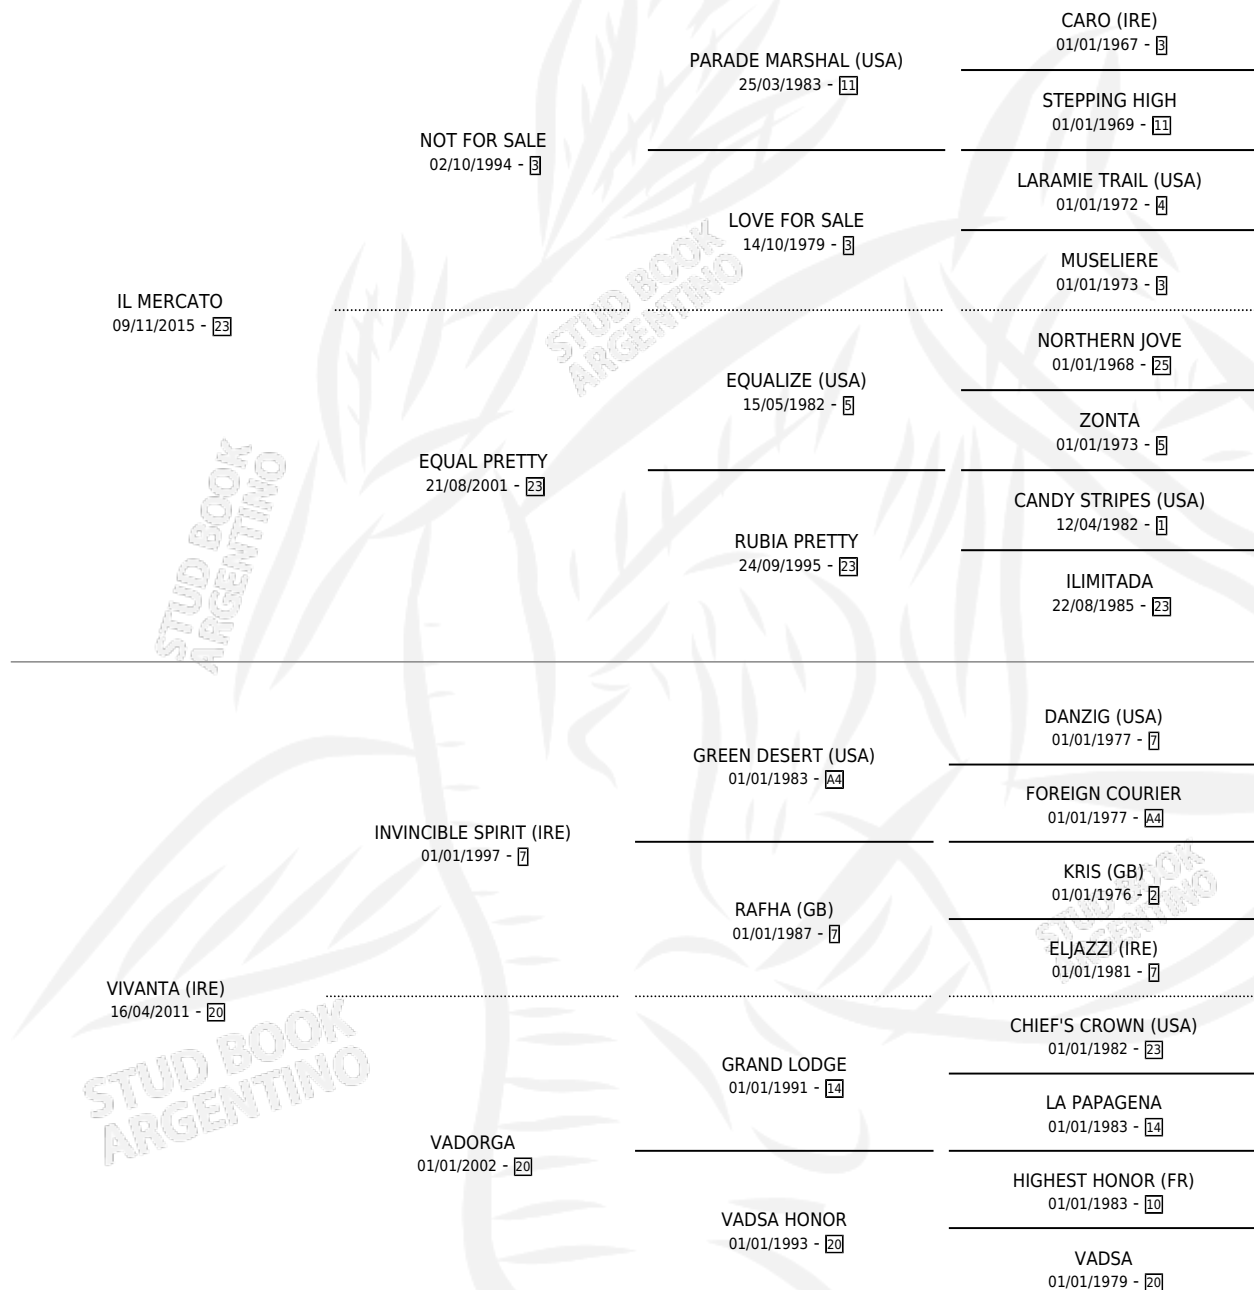 CARO (IRE)
01/01/1967 - 3
PARADE MARSHAL (USA)
25/03/1983 - 11
STEPPING HIGH
01/01/1969 - 11
NOT FOR SALE
02/10/1994 - 3
LARAMIE TRAIL (USA)
01/01/1972 - 4
LOVE FOR SALE
14/10/1979 - 3
MUSELIERE
01/01/1973 - 3
IL MERCATO
09/11/2015 - 23
NORTHERN JOVE
01/01/1968 - 25
EQUALIZE (USA)
15/05/1982 - 5
ZONTA
01/01/1973 - 5
EQUAL PRETTY
21/08/2001 - 23
CANDY STRIPES (USA)
12/04/1982 - 1
RUBIA PRETTY
24/09/1995 - 23
ILIMITADA
22/08/1985 - 23
STUD BOOK
ARGENTINO
STUD BOOK
ARGENTINO
DANZIG (USA)
01/01/1977 - 7
GREEN DESERT (USA)
01/01/1983 - A4
FOREIGN COURIER
01/01/1977 - A4
INVINCIBLE SPIRIT (IRE)
01/01/1997 - 7
KRIS (GB)
01/01/1976 - 2
RAFHA (GB)
01/01/1987 - 7
ELJAZZI (IRE)
01/01/1981 - 7
VIVANTA (IRE)
16/04/2011 - 20
CHIEF'S CROWN (USA)
01/01/1982 - 23
GRAND LODGE
01/01/1991 - 14
LA PAPAGENA
01/01/1983 - 14
VADORGA
01/01/2002 - 20
HIGHEST HONOR (FR)
01/01/1983 - 10
VADSA HONOR
01/01/1993 - 20
VADSA
01/01/1979 - 20
STUD BOOK
ARGENTINO
STUD BOOK
ARGENTINO